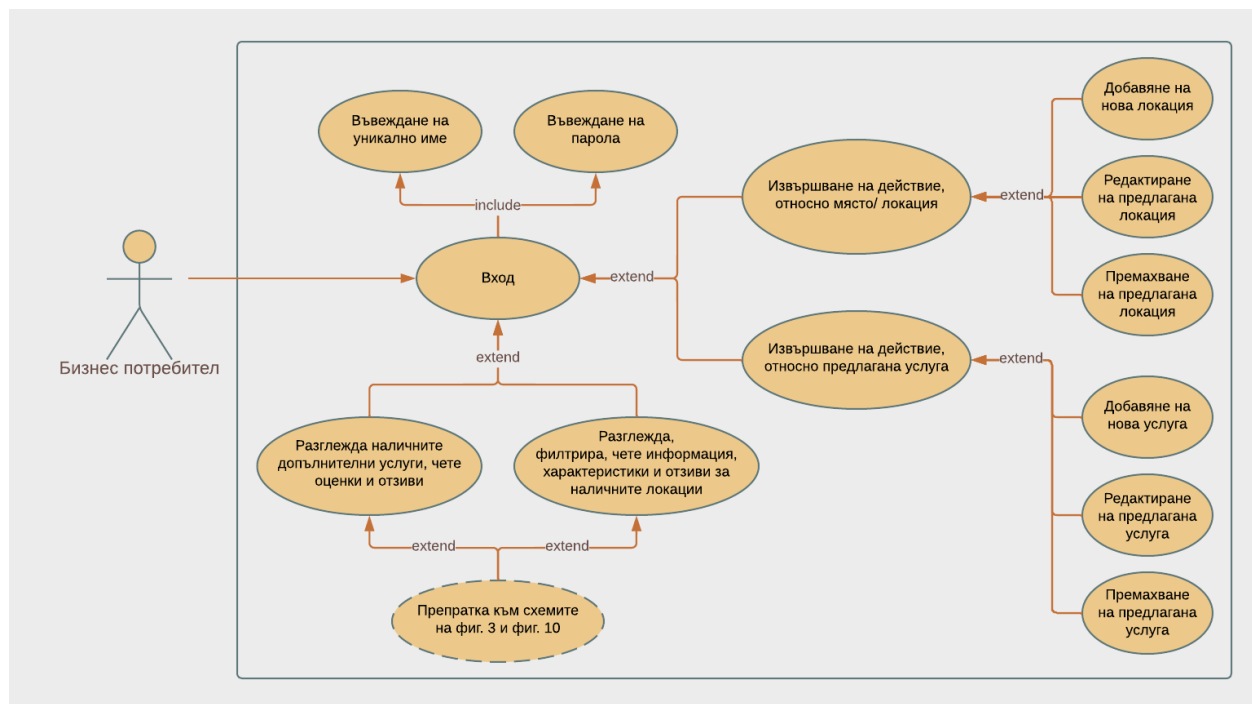 Въвеждане на
уникално име
Въвеждане на
парола
include
Вход
Бизнес потребител
extend
Извършване на действие,
относно място/ локация
extend
Добавяне на
нова локация
Редактиране
на предлагана
локация
Премахване
на предлагана
локация
Извършване на действие,
относно предлагана услуга
extend
Добавяне на
нова услуга
Редактиране
на предлагана
услуга
Премахване
на предлагана
услуга
extend
Разглежда наличните
допълнителни услуги, чете
оценки и отзиви
Разглежда,
филтрира, чете информация,
характеристики и отзиви за
наличните локации
extend
extend
Препратка към схемите
на фиг. 3 и фиг. 10